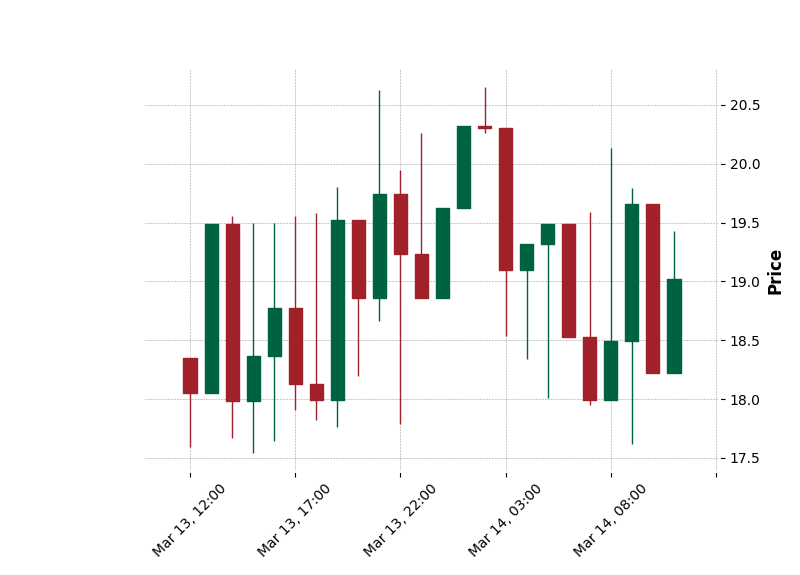 20.5
20.0
19.5
19.0
18.5
18.0
17.5
Price
Mar 13, 12:00
Mar 13, 17:00
Mar 13, 22:00
Mar 14, 03:00
Mar 14, 08:00